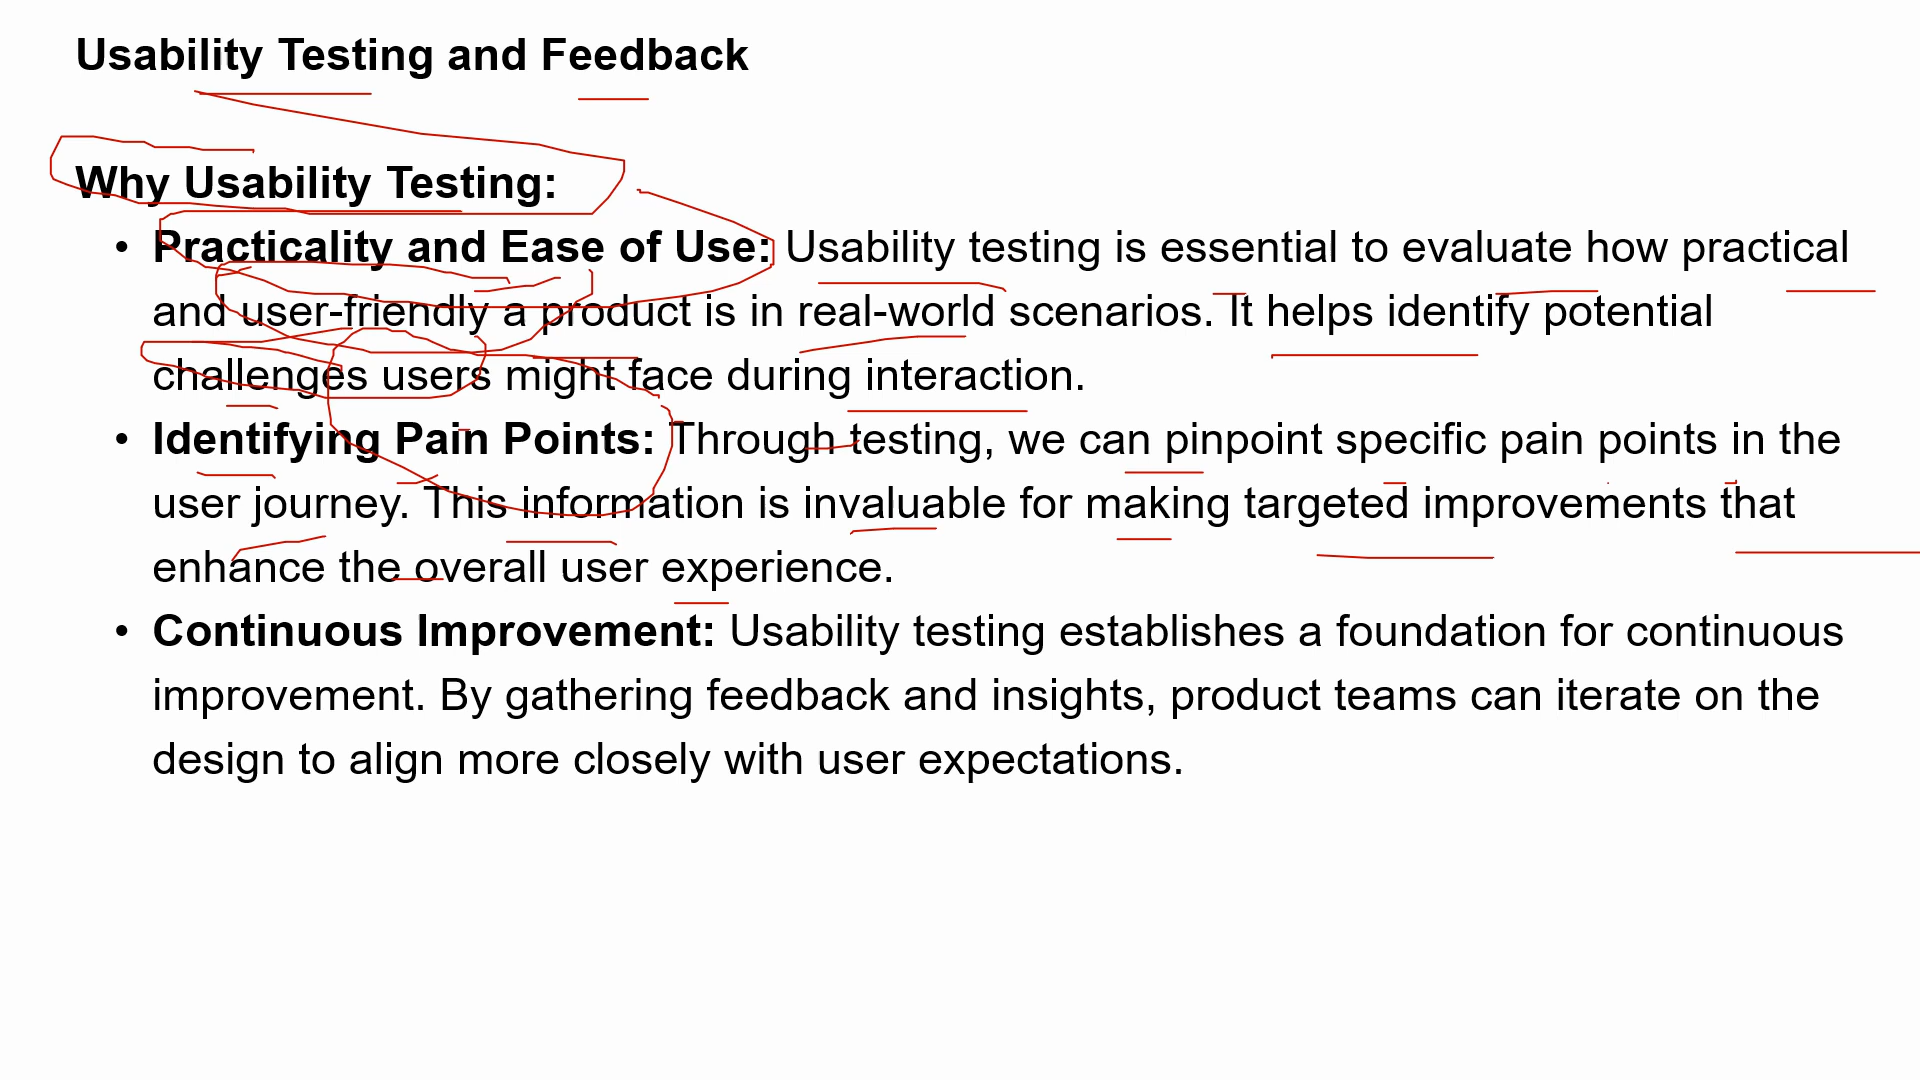 Usability Testing and Feedback
Why Usability Testing:
• Practicality and Ease of Use: Usability testing is essential to evaluate how practical
and user-friendly a product is in real-world scenarios. It helps identify potential
challenges users might face during interaction.
• Identifying Pain Points: Through testing, we can pinpoint specific pain points in the
user journey. This information is invaluable for making targeted improvements that
enhance the overall user experience.
• Continuous Improvement: Usability testing establishes a foundation for continuous
improvement. By gathering feedback and insights, product teams can iterate on the
design to align more closely with user expectations.